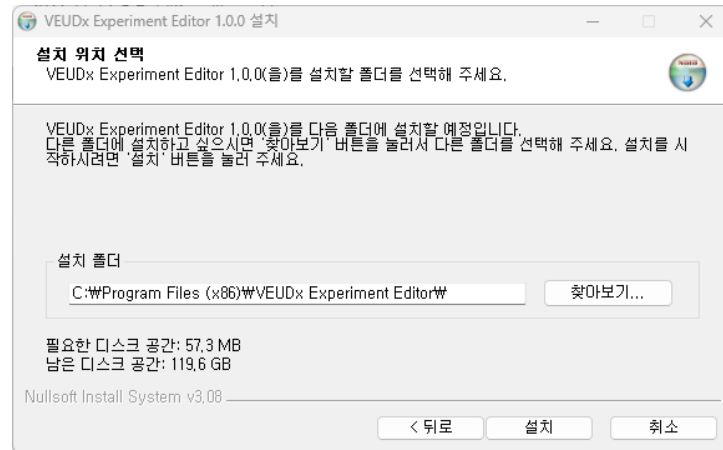 VEUDx Experiment Editor 1.0.0 설치
설치 위치 선택
VEUDx Experiment Editor 1.0.0(을)를 설치할 폴더를 선택해 주세요.
VEUDx Experiment Editor 1.0.0(을)를 다음 폴더에 설치할 예정입니다.
다른 폴더에 설치하고 싶으시면 '찾아보기' 버튼을 눌러서 다른 폴더를 선택해 주세요. 설치를 시
작하시려면 '설치' 버튼을 눌러 주세요.
설치 폴더
C:₩Program Files (x86)₩VEUDx Experiment Editor₩
찾아보기...
필요한 디스크 공간: 57.3 MB
남은 디스크 공간: 119.6 GB
Nullsoft Install System v3.08
< 뒤로
설치
취소